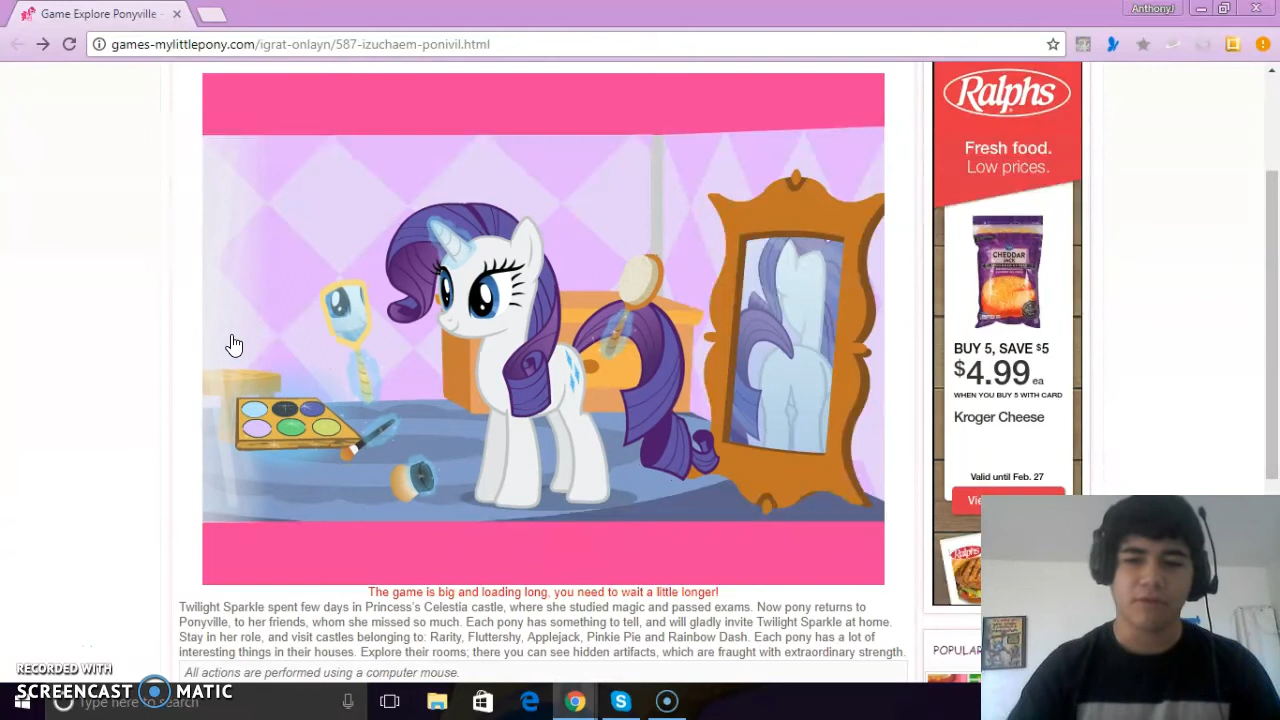 Game Explore Ponyville -
AnthonyJ
games-mylittlepony.com/igrat-onlayn/587-izuchaem-ponivil.html
Ralphs
Fresh food.
Low prices.
CHEDDAR
JACK
BUY 5, SAVE $5
$4.99 ea
WHEN YOU BUY 5 WITH CARD
Kroger Cheese
Valid until Feb. 27
Ralphs
The game is big and loading long, you need to wait a little longer!
Twilight Sparkle spent few days in Princess's Celestia castle, where she studied magic and passed exams. Now pony returns to
Ponyville, to her friends, whom she missed so much. Each pony has something to tell, and will gladly invite Twilight Sparkle at home.
Stay in her role, and visit castles belonging to: Rarity, Fluttershy, Applejack, Pinkie Pie and Rainbow Dash. Each pony has a lot of
interesting things in their houses. Explore their rooms; there you can see hidden artifacts, which are fraught with extraordinary strength.
All actions are performed using a computer mouse.
POPULAR
RECORDED WITH
SCREENCAST MATIC
Type here to search